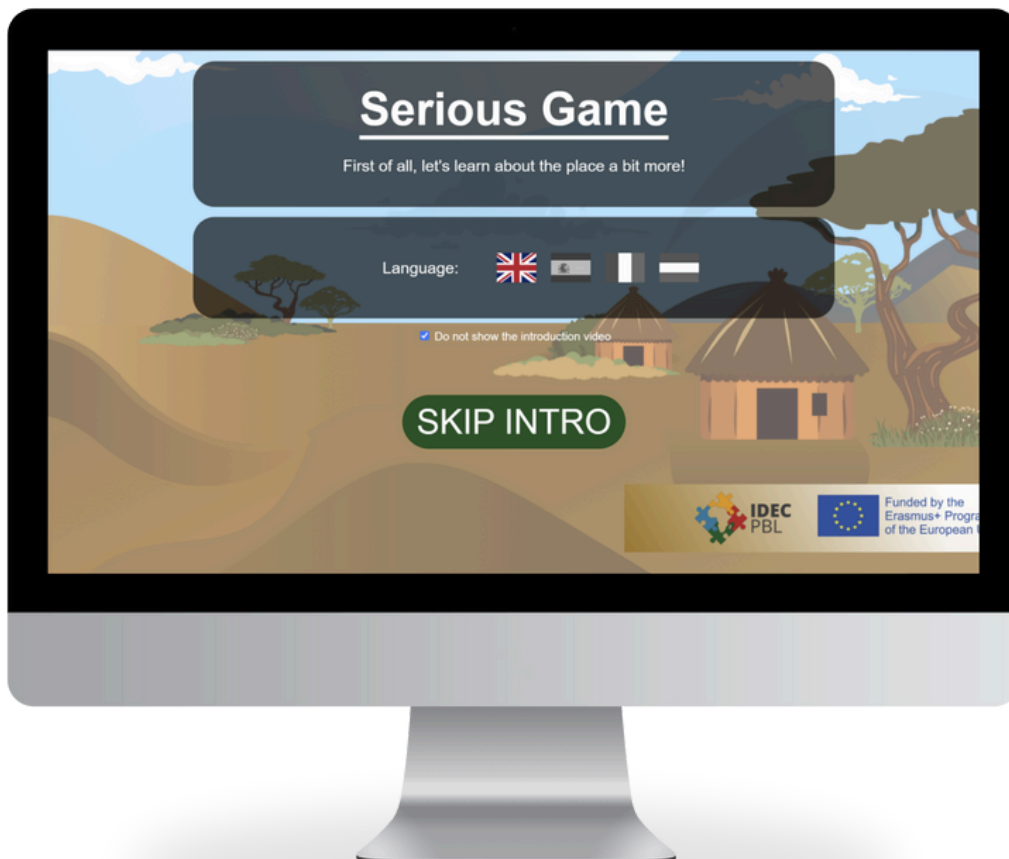 Serious Game
First of all, let's learn about the place a bit more!
Language:
Do not show the introduction video
SKIP INTRO
IDEC
PBL
Funded by the
Erasmus+ Progra
of the European U